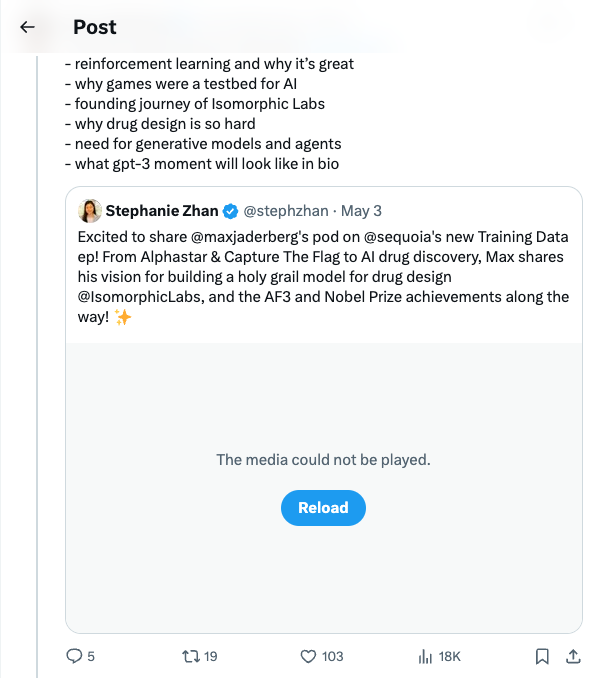 Post
- reinforcement learning and why it’s great
- why games were a testbed for AI
- founding journey of Isomorphic Labs
- why drug design is so hard
- need for generative models and agents
- what gpt-3 moment will look like in bio
Stephanie Zhan @stephzhan · May 3
Excited to share @maxjaderberg's pod on @sequoia's new Training Data
ep! From Alphastar & Capture The Flag to AI drug discovery, Max shares
his vision for building a holy grail model for drug design
@IsomorphicLabs, and the AF3 and Nobel Prize achievements along the
way! ✨
The media could not be played.
Reload
5 19 103 18K